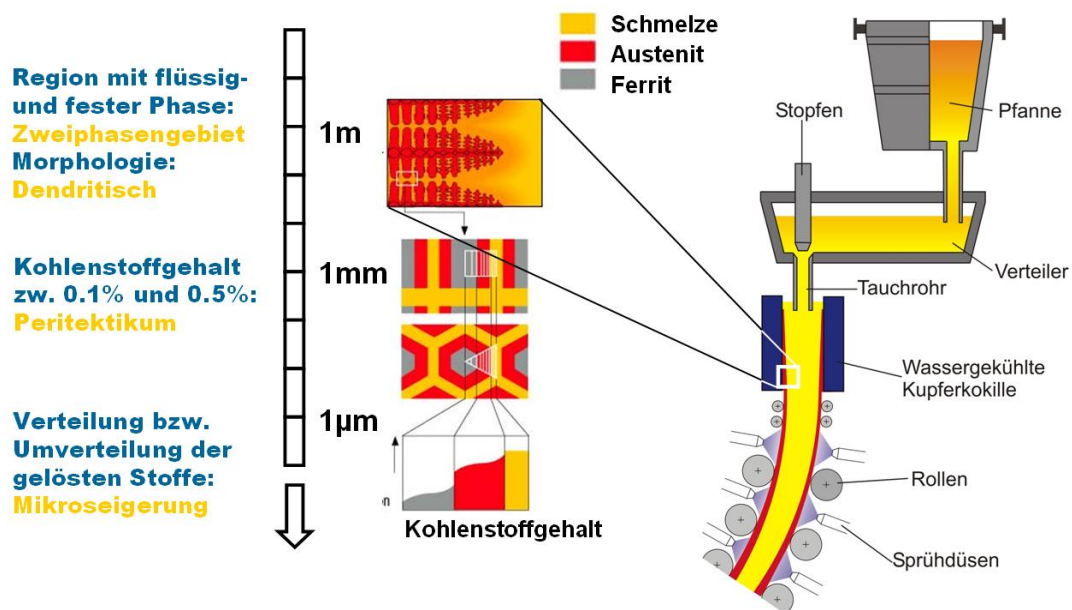 Schmelze
Austenit
Ferrit
Region mit flüssig-
und fester Phase:
Zweiphasengebiet
Morphologie:
Dendritisch
Kohlenstoffgehalt
zw. 0.1% und 0.5%:
Peritektikum
Verteilung bzw.
Umverteilung der
gelösten Stoffe:
Mikroseigerung
1m
1mm
1µm
Kohlenstoffgehalt
Stopfen
Pfanne
Verteiler
Tauchrohr
Wassergekühlte
Kupferkokille
Rollen
Sprühdüsen